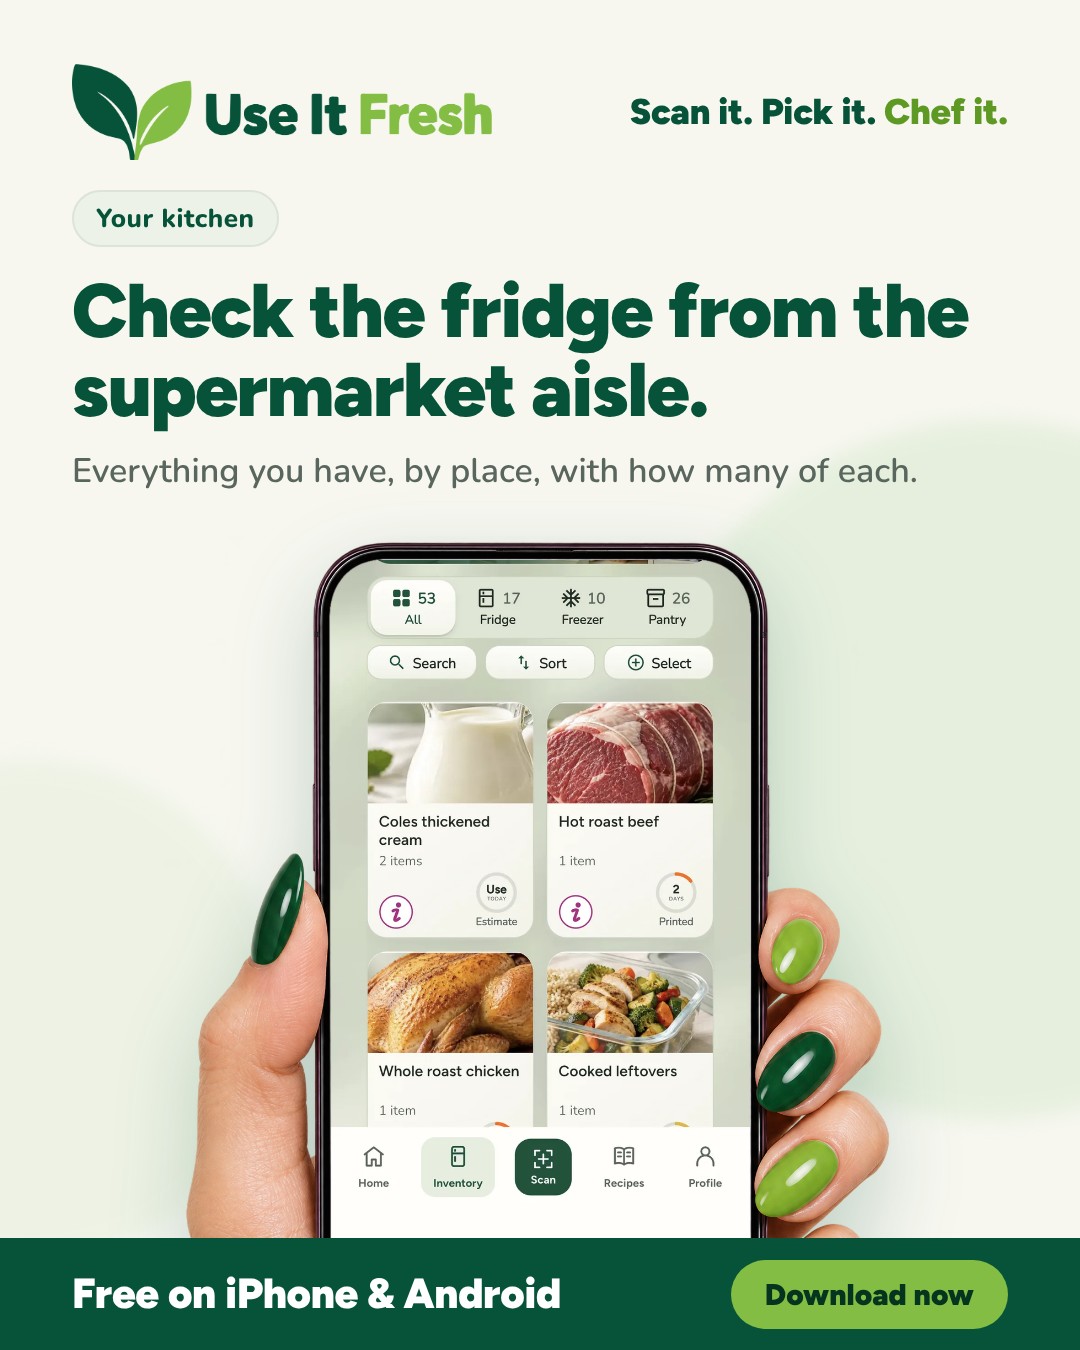 Use It Fresh
Scan it. Pick it. Chef it.
Your kitchen
Check the fridge from the
supermarket aisle.
Everything you have, by place, with how many of each.
53
All
17
Fridge
10
Freezer
26
Pantry
Search
Sort
Select
Coles thickened
cream
2 items
i
Use
TODAY
Estimate
Hot roast beef
1 item
i
2
DAYS
Printed
Whole roast chicken
1 item
Cooked leftovers
1 item
Home
Inventory
Scan
Recipes
Profile
Free on iPhone & Android
Download now